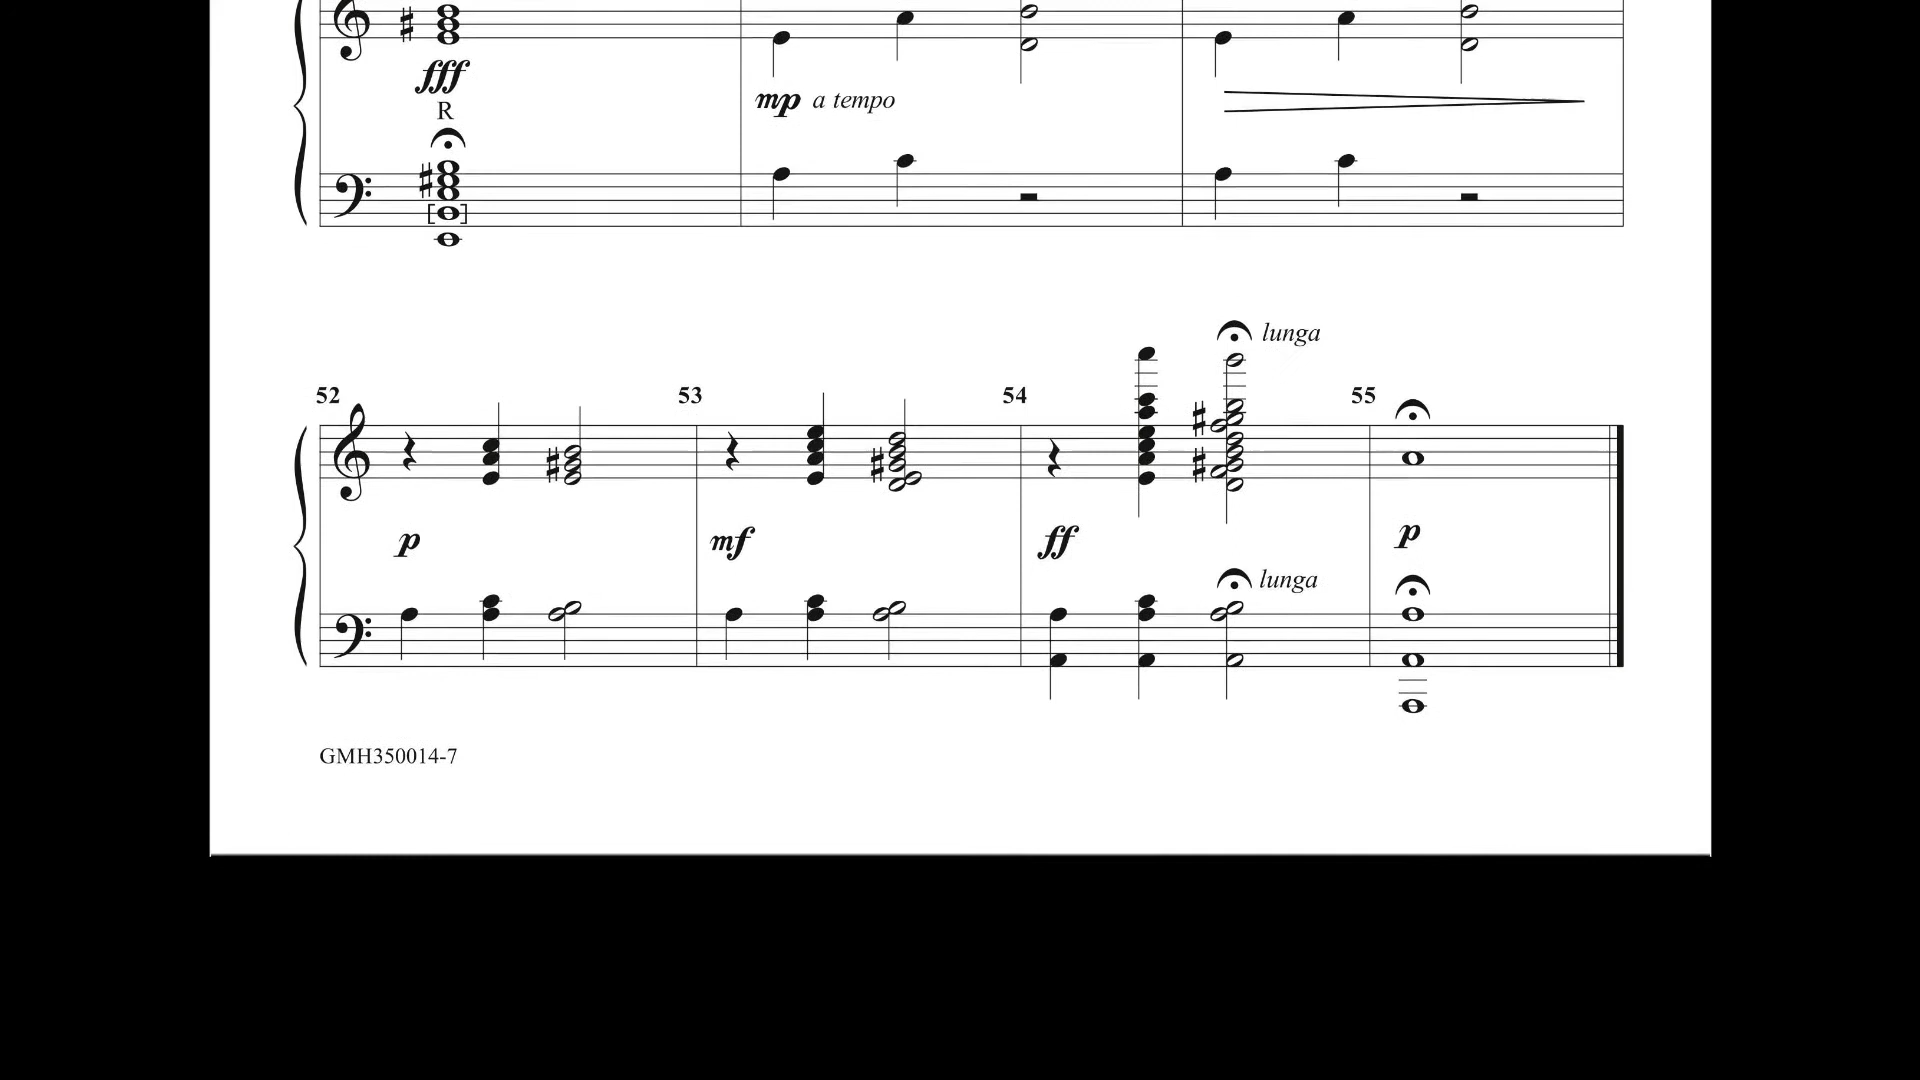 fff
R
mp a tempo
lunga
52 53 54 55
p mf ff p
lunga
GMH350014-7